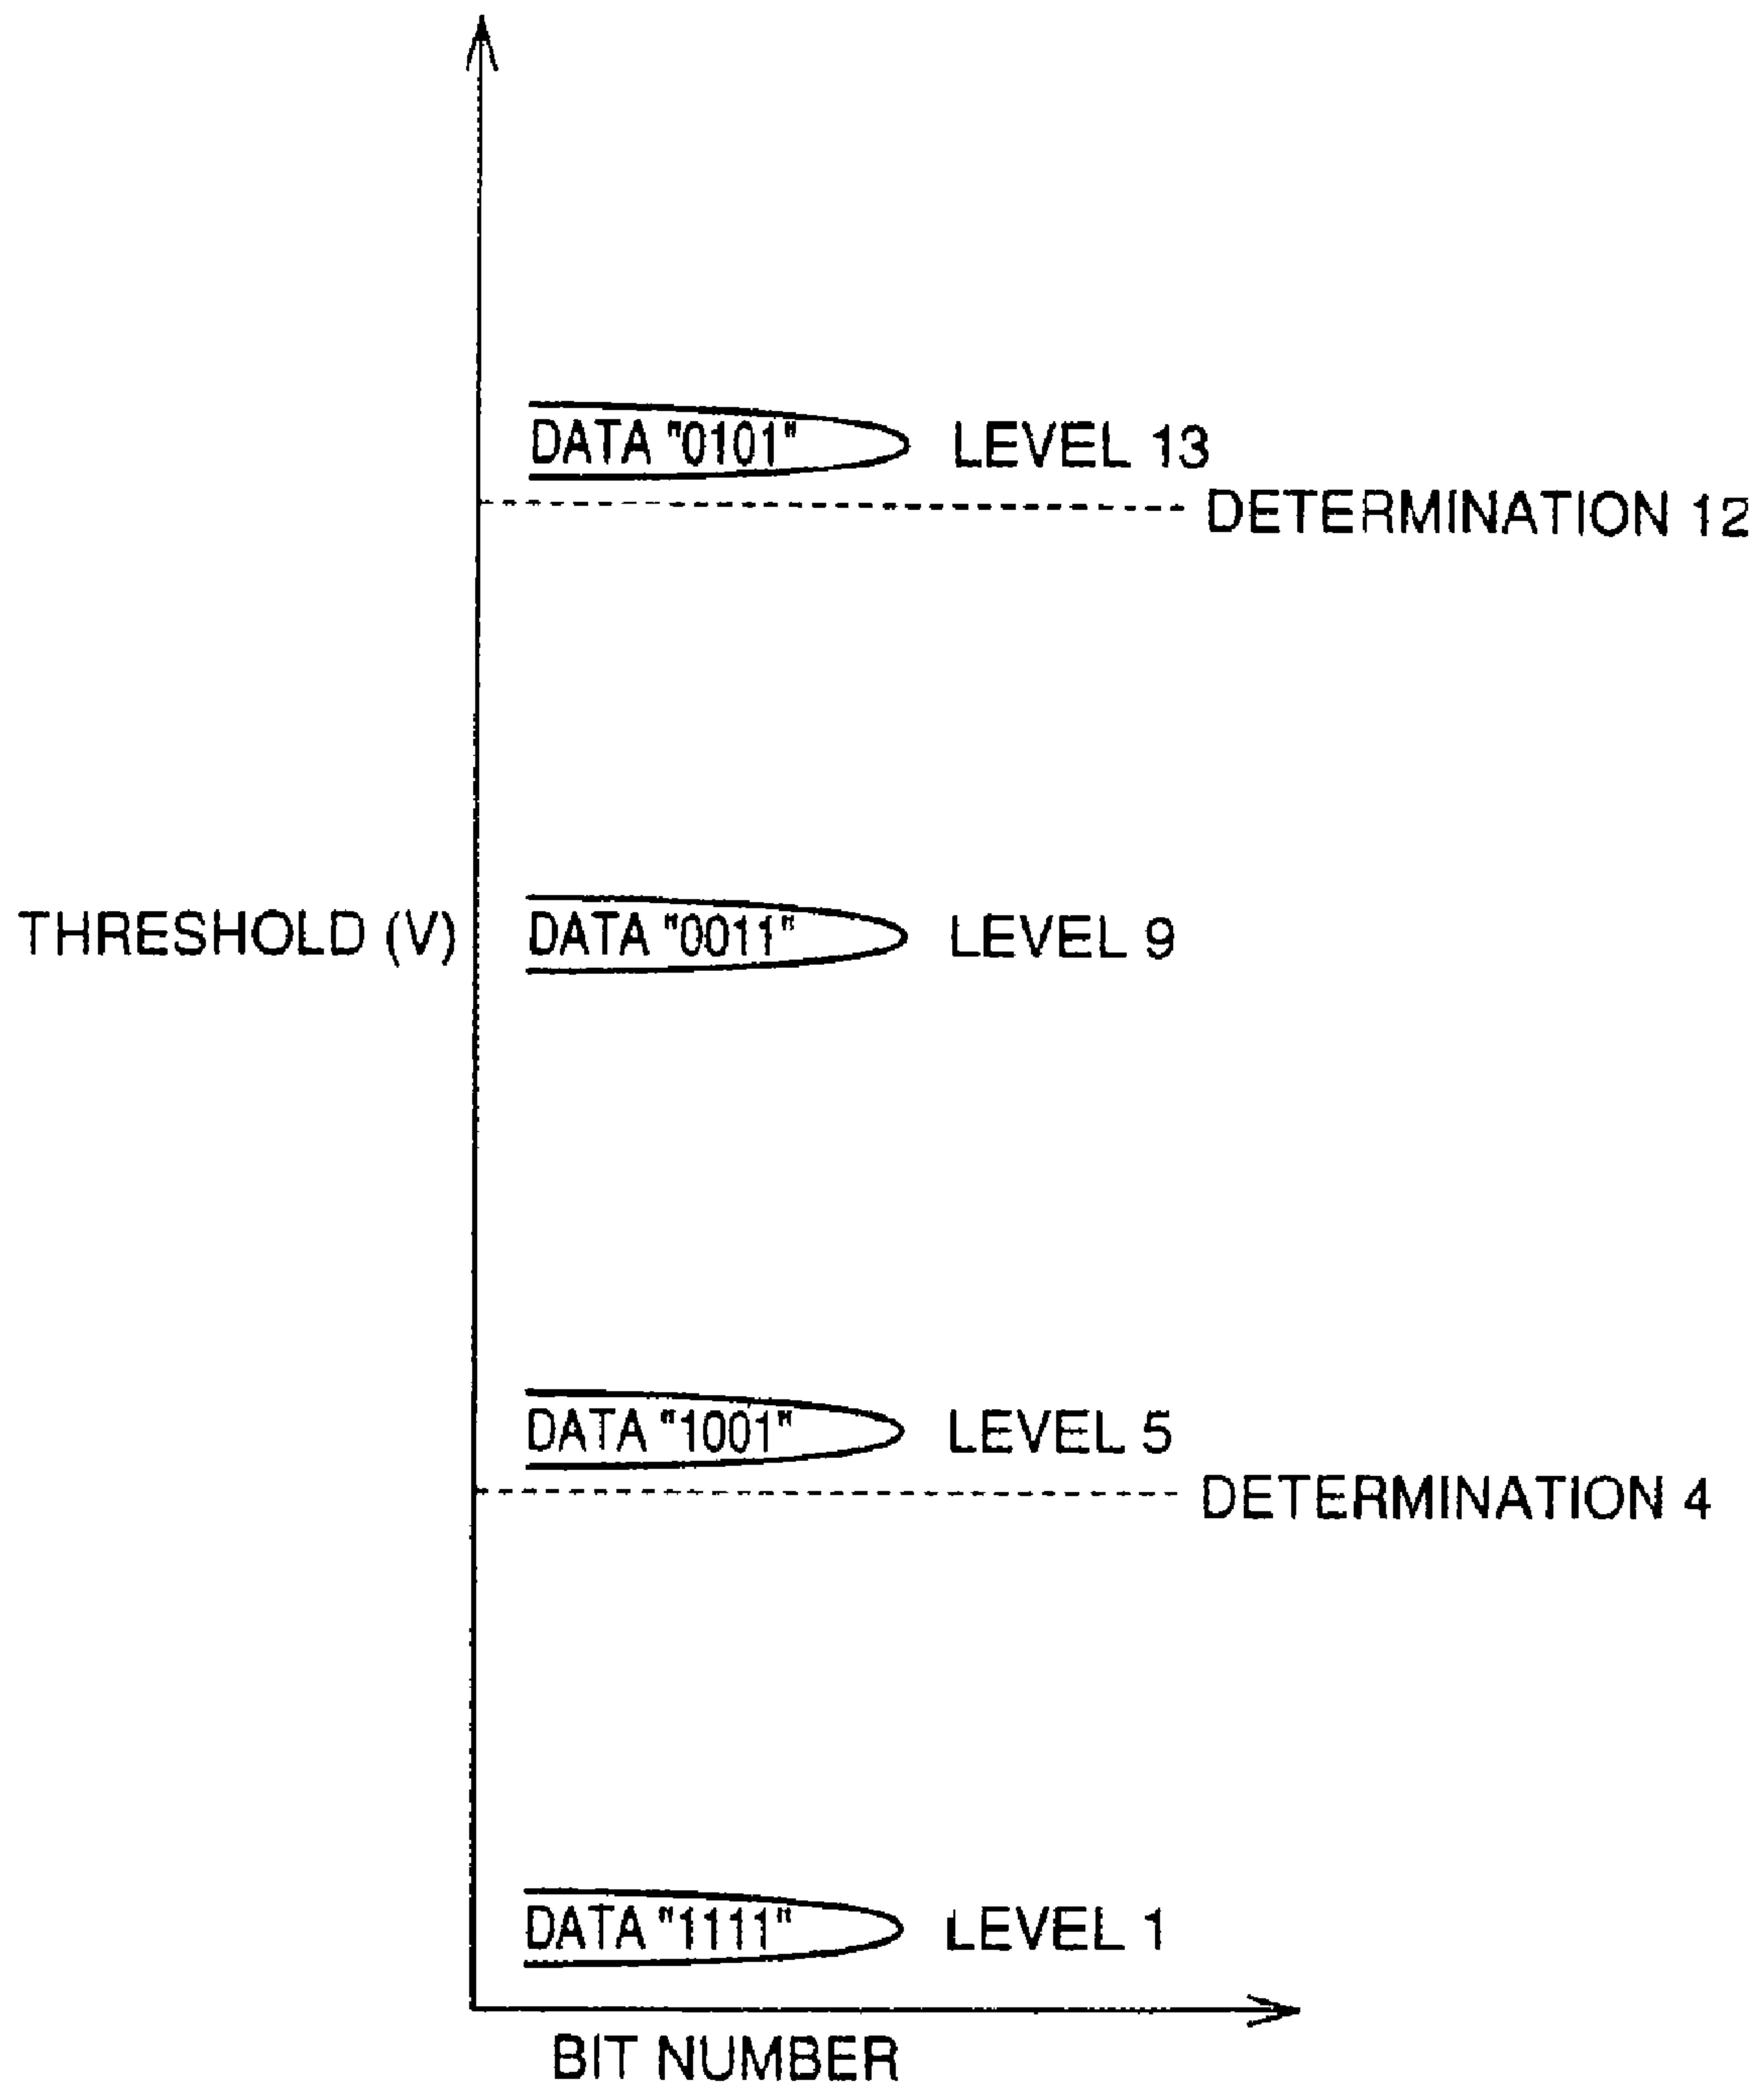 DATA "0101" LEVEL 13
DETERMINATION 12
THRESHOLD (V) DATA "0011" LEVEL 9
DATA "1001" LEVEL 5
DETERMINATION 4
DATA "1111" LEVEL 1
BIT NUMBER